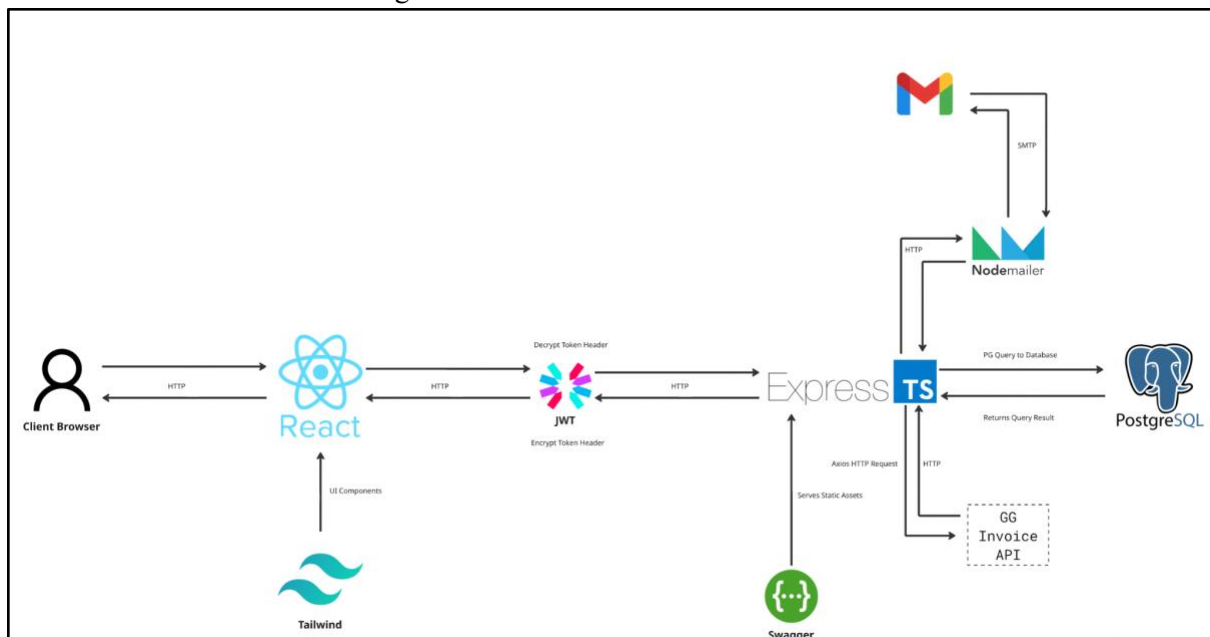 SMTP
HTTP
Nodemailer
Decrypt Token Header
PG Query to Database
HTTP
HTTP
HTTP
Express
TS
Client Browser
React
JWT
Returns Query Result
PostgreSQL
Encrypt Token Header
Axios HTTP Request
HTTP
UI Components
Serves Static Assets
GG
Invoice
API
Tailwind
Swagger